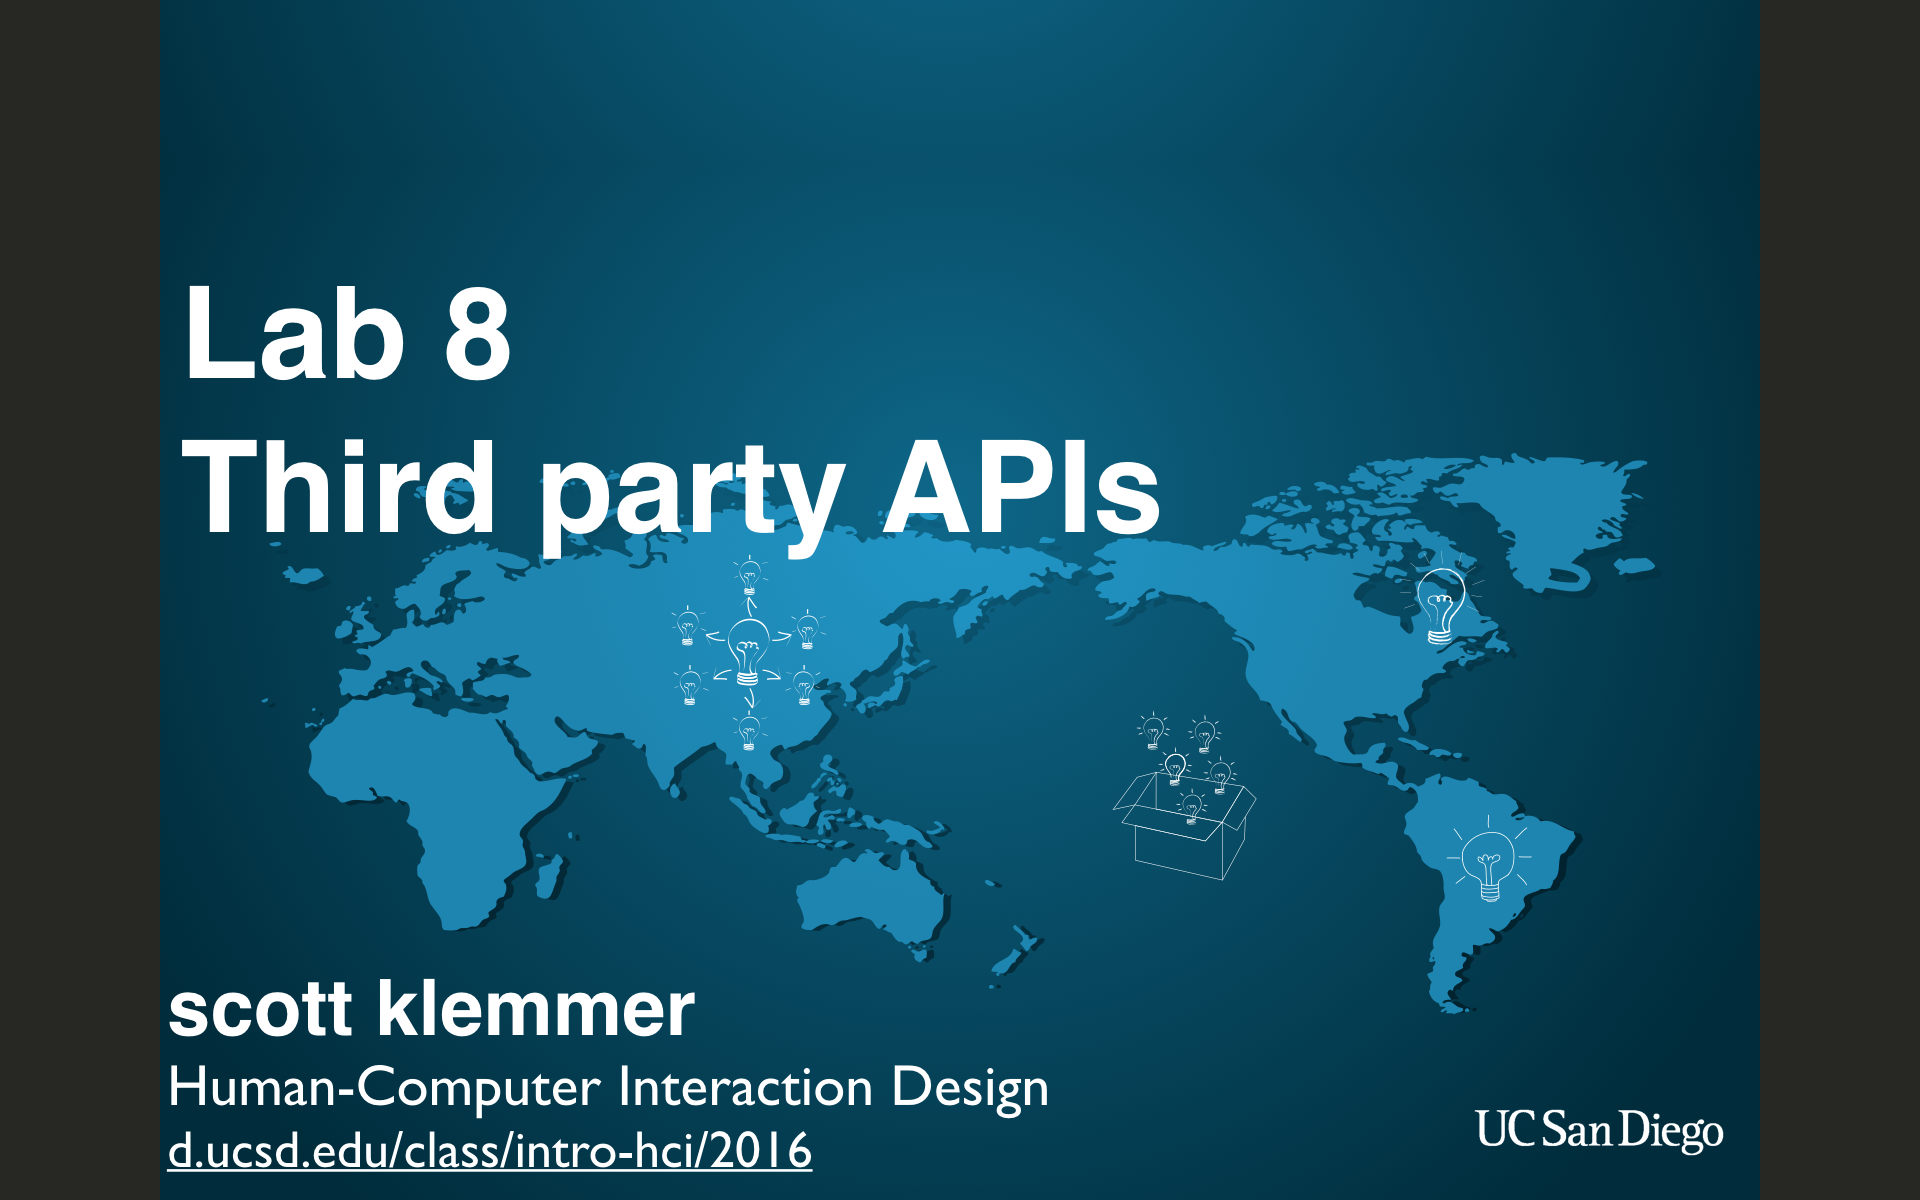 Lab 8
Third party APIs
scott klemmer
Human-Computer Interaction Design
d.ucsd.edu/class/intro-hci/2016
UC San Diego